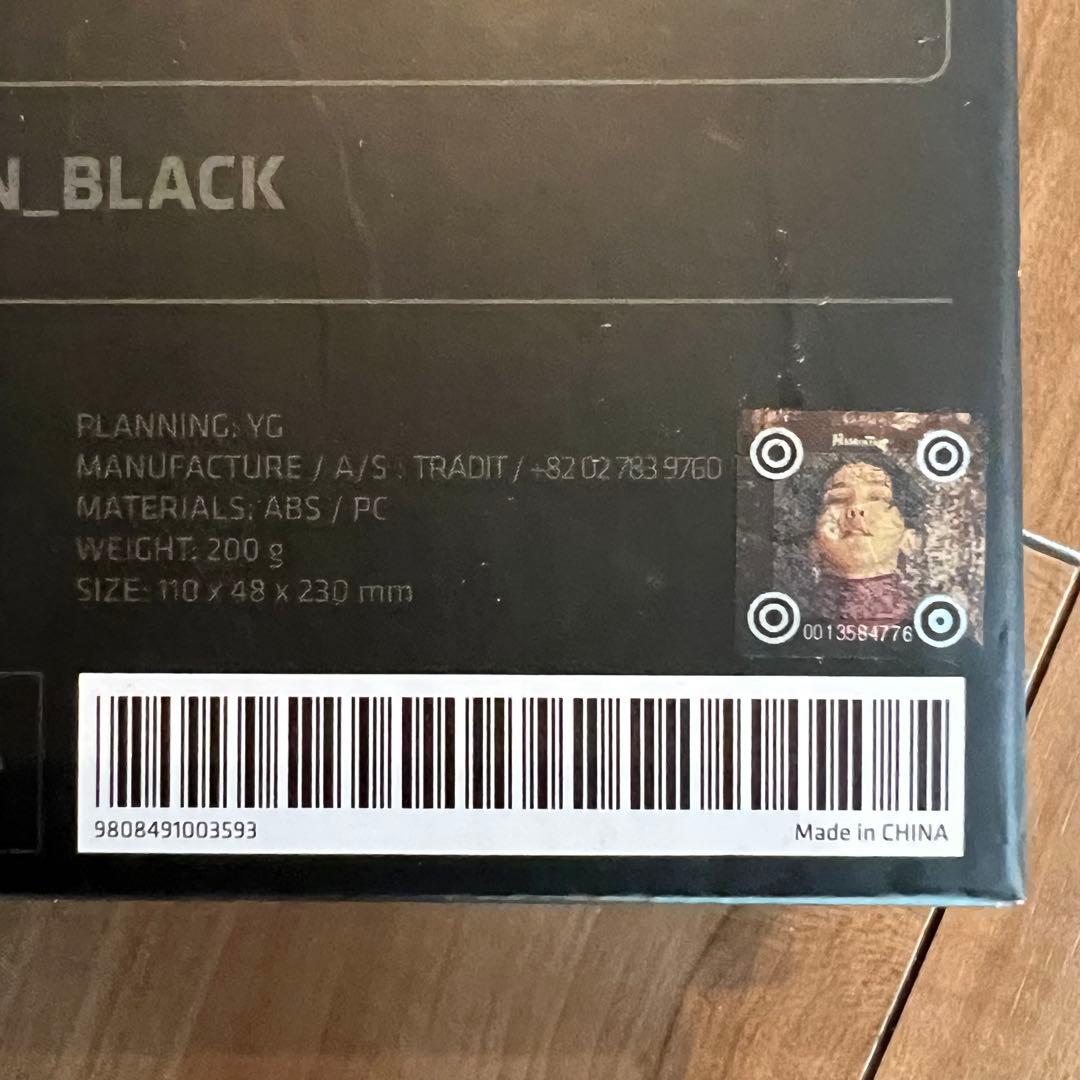 N_BLACK
PLANNING: YG
MANUFACTURE / A/S : TRADIT / +82 02 783 9760
MATERIALS: ABS / PC
WEIGHT: 200 g
SIZE: 110 x 48 x 230 mm
0013584776
9808491003593
Made in CHINA